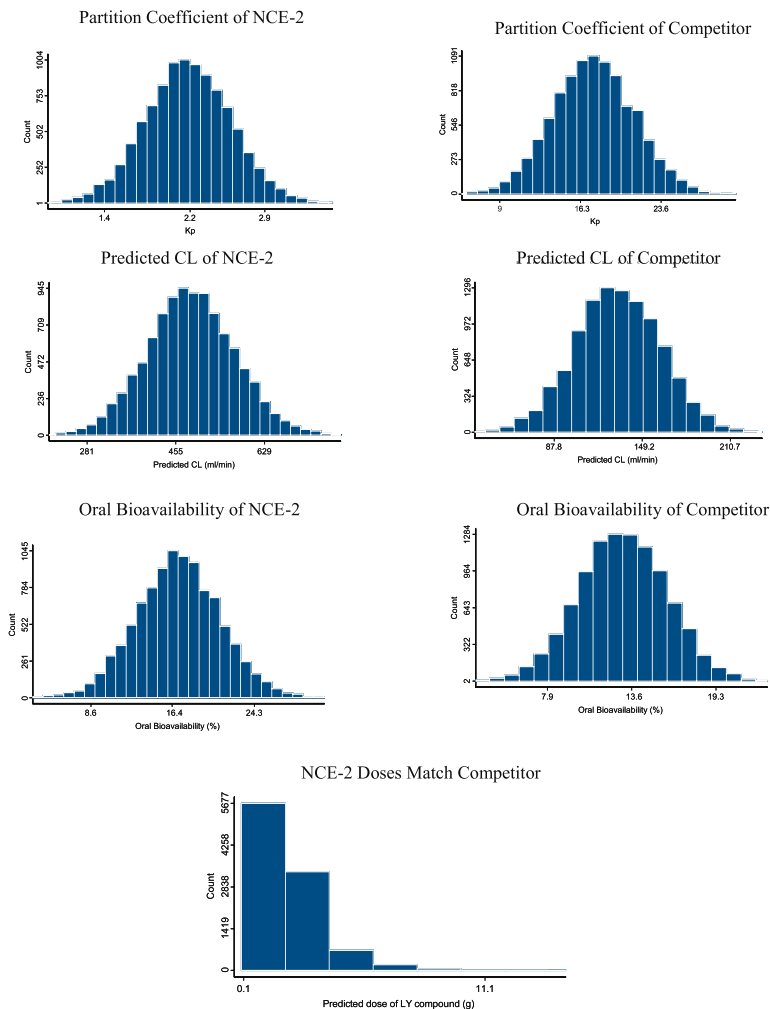 Partition Coefficient of NCE-2
1004
753
502
252
1
Count
1.4
2.2
2.9
Kp
Partition Coefficient of Competitor
1091
818
546
273
0
Count
9
16.3
23.6
Kp
Predicted CL of NCE-2
945
709
472
236
0
Count
281
455
629
Predicted CL (ml/min)
Predicted CL of Competitor
1296
972
648
324
0
Count
87.8
149.2
210.7
Predicted CL (ml/min)
Oral Bioavailability of NCE-2
1045
784
522
261
0
Count
8.6
16.4
24.3
Oral Bioavailability (%)
Oral Bioavailability of Competitor
1284
964
643
322
2
Count
7.9
13.6
19.3
Oral Bioavailability (%)
NCE-2 Doses Match Competitor
5677
4258
2838
1419
0
Count
0.1
11.1
Predicted dose of LY compound (g)